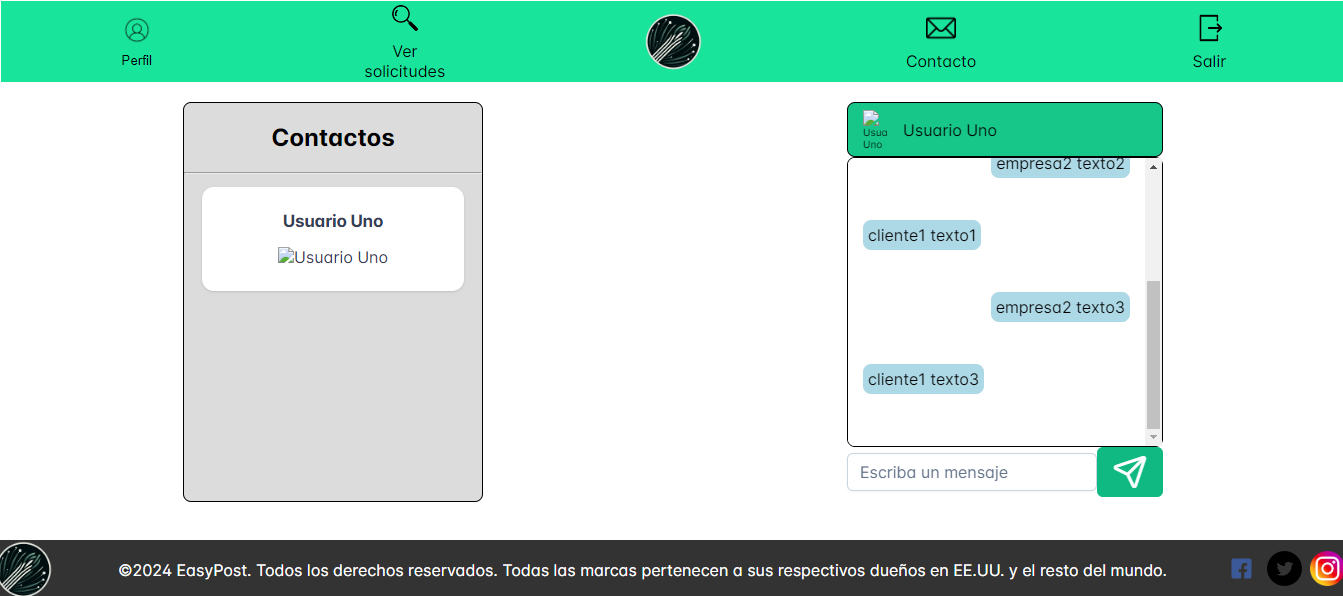 Perfil
Ver
solicitudes
Contacto
Salir
Contactos
Usuario Uno
Usuario Uno
Usua
Uno
Usuario Uno
empresa2 texto2
cliente1 texto1
empresa2 texto3
cliente1 texto3
Escriba un mensaje
©2024 EasyPost. Todos los derechos reservados. Todas las marcas pertenecen a sus respectivos dueños en EE.UU. y el resto del mundo.